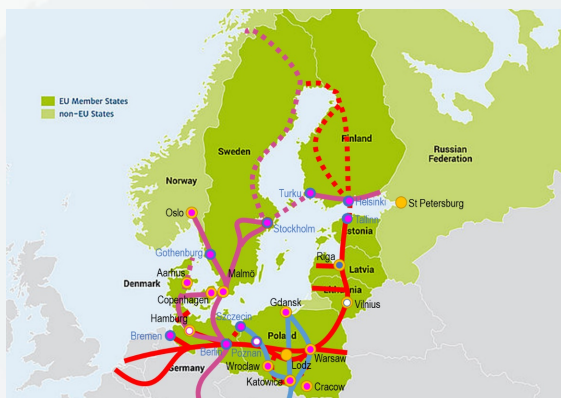 EU Member States
non-EU States
Sweden
Finland
Russian
Federation
Norway
Turku
Helsinki
St Petersburg
Oslo
Stockholm
Tallinn
Estonia
Gothenburg
Riga
Aarhus
Malmö
Latvia
Denmark
Lithuania
Copenhagen
Gdansk
Vilnius
Hamburg
Szczecin
Bremen
Poland
Berlin
Poznan
Warsaw
Germany
Wroclaw
Lodz
Katowice
Cracow